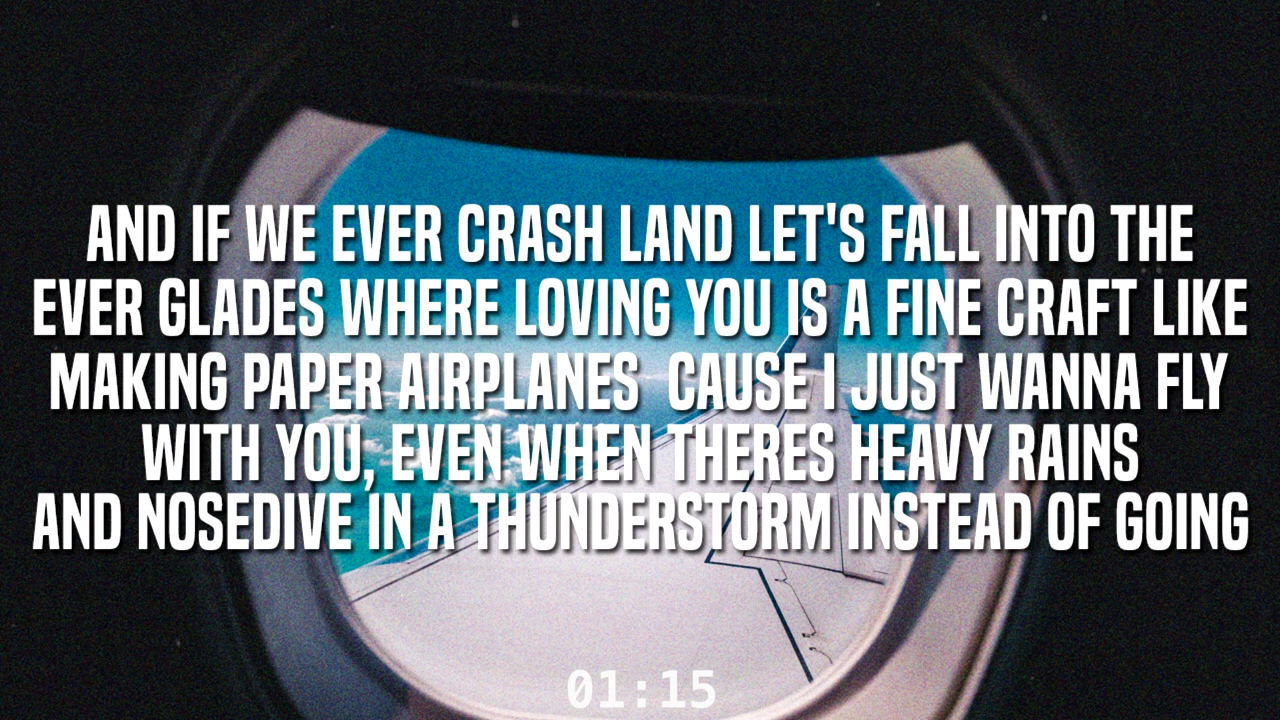 AND IF WE EVER CRASH LAND LET'S FALL INTO THE
EVER GLADES WHERE LOVING YOU IS A FINE CRAFT LIKE
MAKING PAPER AIRPLANES  CAUSE I JUST WANNA FLY
WITH YOU, EVEN WHEN THERES HEAVY RAINS
AND NOSEDIVE IN A THUNDERSTORM INSTEAD OF GOING
01:15